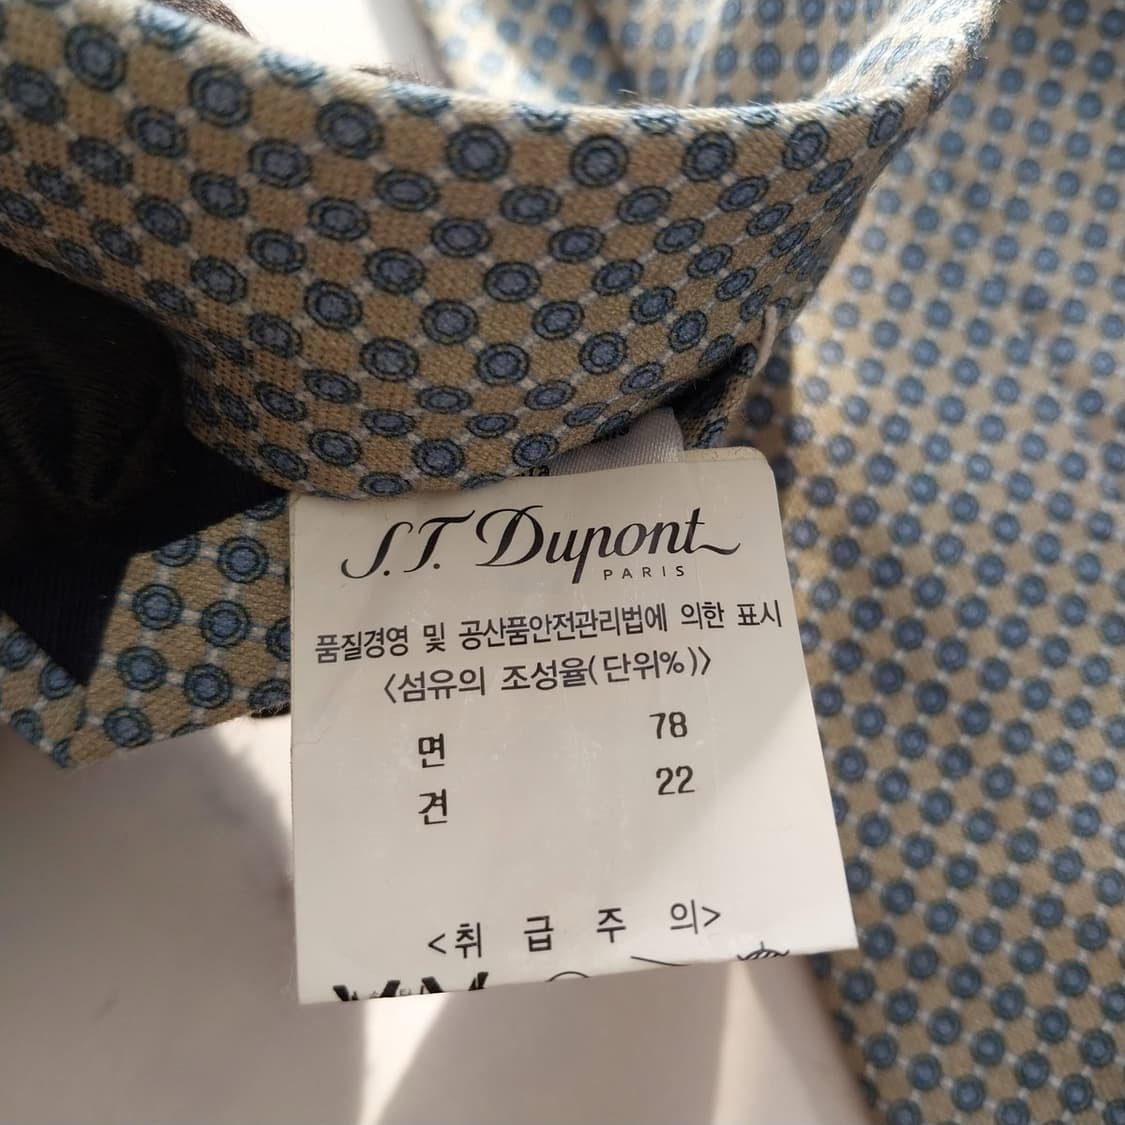 S.T. Dupont
PARIS
품질경영 및 공산품안전관리법에 의한 표시
<섬유의 조성율(단위%)>
면 78
견 22
<취 급 주 의>